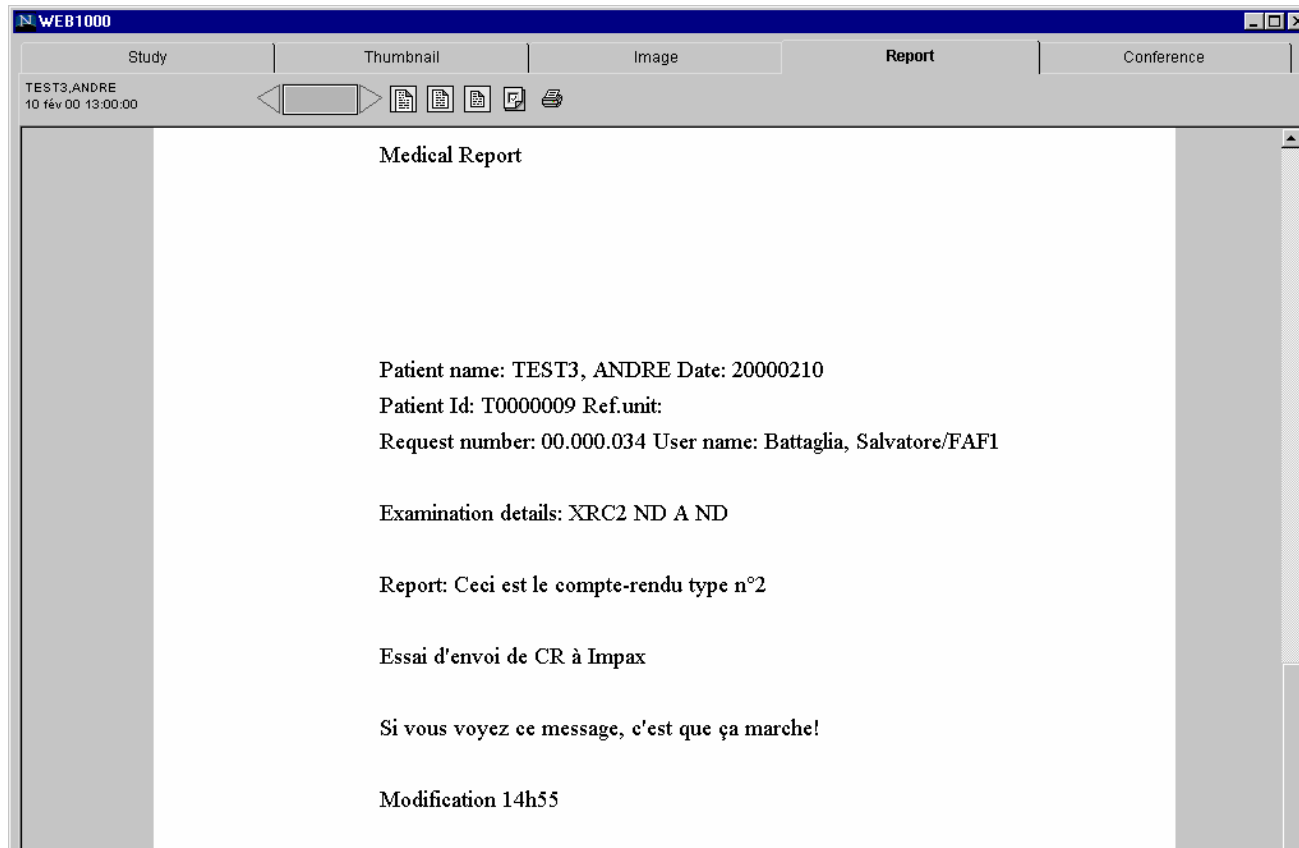 WEB1000
Study Thumbnail Image Report Conference
TEST3,ANDRE
10 fév 00 13:00:00
Medical Report
Patient name: TEST3, ANDRE Date: 20000210
Patient Id: T0000009 Ref.unit:
Request number: 00.000.034 User name: Battaglia, Salvatore/FAF1
Examination details: XRC2 ND A ND
Report: Ceci est le compte-rendu type n°2
Essai d'envoi de CR à Impax
Si vous voyez ce message, c'est que ça marche!
Modification 14h55